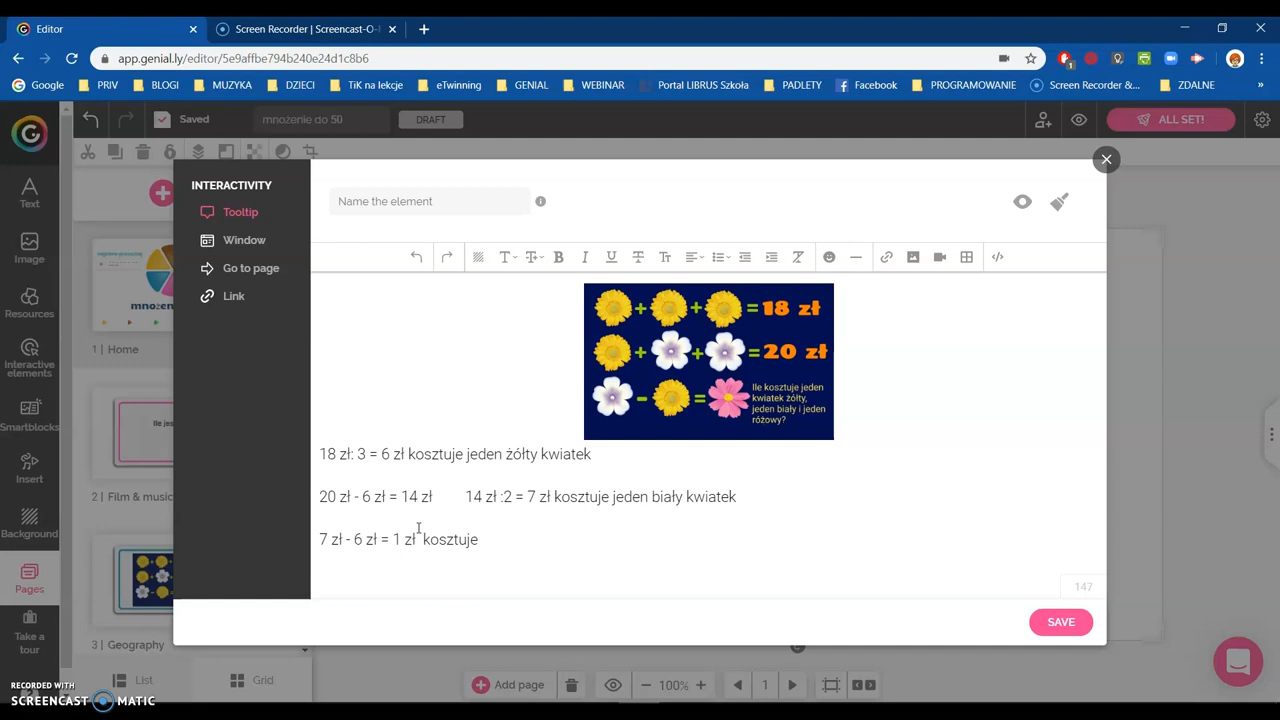 Editor
Screen Recorder | Screencast-O-
app.genial.ly/editor/5e9affbe794b240e24d1c8b6
1
Google
PRIV
BLOGI
MUZYKA
DZIECI
TiK na lekcje
eTwinning
GENIAL
WEBINAR
Portal LIBRUS Szkoła
PADLETY
Facebook
PROGRAMOWANIE
Screen Recorder &...
ZDALNE
»
Saved
mnożenie do 50
DRAFT
ALL SET!
Text
Image
Resources
Interactive
elements
Smartblocks
Insert
Background
Pages
Take a
tour
1 | Home
Ile jes
2 | Film & music
3 | Geography
List
Grid
INTERACTIVITY
Tooltip
Window
Go to page
Link
Name the element
+ + = 18 zł
+ + = 20 zł
- =
Ile kosztuje jeden
kwiatek żółty,
jeden biały i jeden
różowy?
18 zł: 3 = 6 zł kosztuje jeden żółty kwiatek
20 zł - 6 zł = 14 zł 14 zł :2 = 7 zł kosztuje jeden biały kwiatek
7 zł - 6 zł = 1 zł kosztuje
147
SAVE
Add page
100%
1
RECORDED WITH
SCREENCAST MATIC